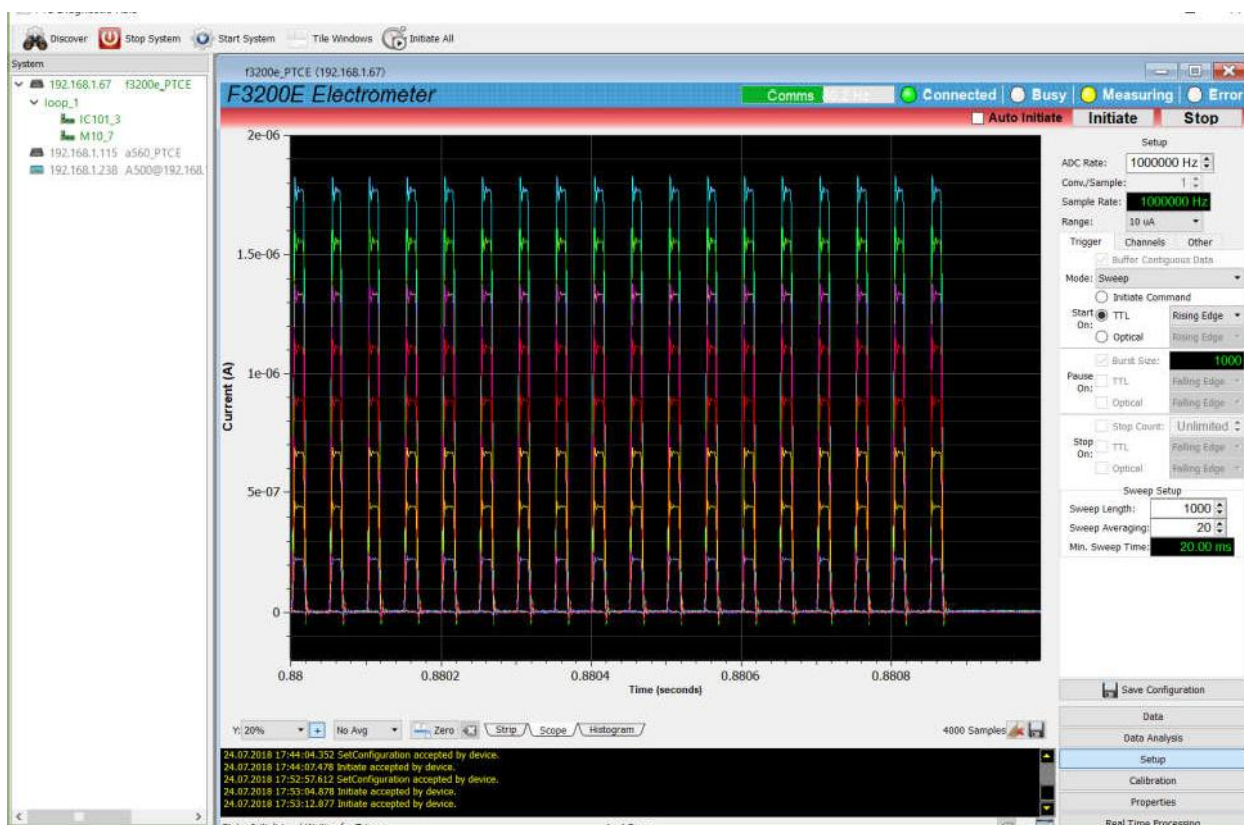 Discover Stop System Start System Tile Windows Initiate All
System
192.168.1.67 f3200e_PTCE
loop_1
IC101_3
M10_7
192.168.1.115 a560_PTCE
192.168.1.238 A500@192.168.
f3200e_PTCE (192.168.1.67)
F3200E Electrometer
Comms
Connected Busy Measuring Error
Auto Initiate Initiate Stop
2e-06
1.5e-06
1e-06
5e-07
0
Current (A)
0.88 0.8802 0.8804 0.8806 0.8808
Time (seconds)
Setup
ADC Rate: 1000000 Hz
Conv./Sample: 1
Sample Rate: 1000000 Hz
Range: 10 uA
Trigger Channels Other
Buffer Contiguous Data
Mode: Sweep
Initiate Command
Start On: TTL Rising Edge
Optical Rising Edge
Burst Size: 1000
Pause On: TTL Falling Edge
Optical Falling Edge
Stop Count: Unlimited
Stop On: TTL Falling Edge
Optical Falling Edge
Sweep Setup
Sweep Length: 1000
Sweep Averaging: 20
Min. Sweep Time: 20.00 ms
Save Configuration
Data
Data Analysis
Setup
Calibration
Properties
Real Time Processing
Y: 20% No Avg Zero Strip Scope Histogram 4000 Samples
24.07.2018 17:44:04.352 SetConfiguration accepted by device.
24.07.2018 17:44:07.478 Initiate accepted by device.
24.07.2018 17:52:57.612 SetConfiguration accepted by device.
24.07.2018 17:53:04.878 Initiate accepted by device.
24.07.2018 17:53:12.877 Initiate accepted by device.